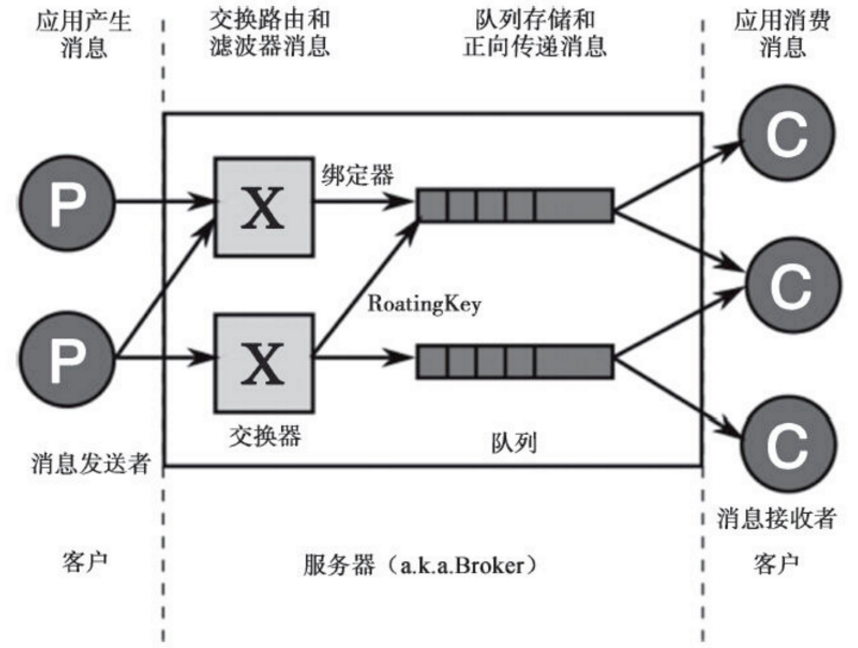 应用产生
消息
交换路由和
滤波器消息
队列存储和
正向传递消息
应用消费
消息
C
绑定器
P
X
C
RoatingKey
P
X
C
交换器
队列
消息发送者
消息接收者
客户
服务器（a.k.a.Broker）
客户